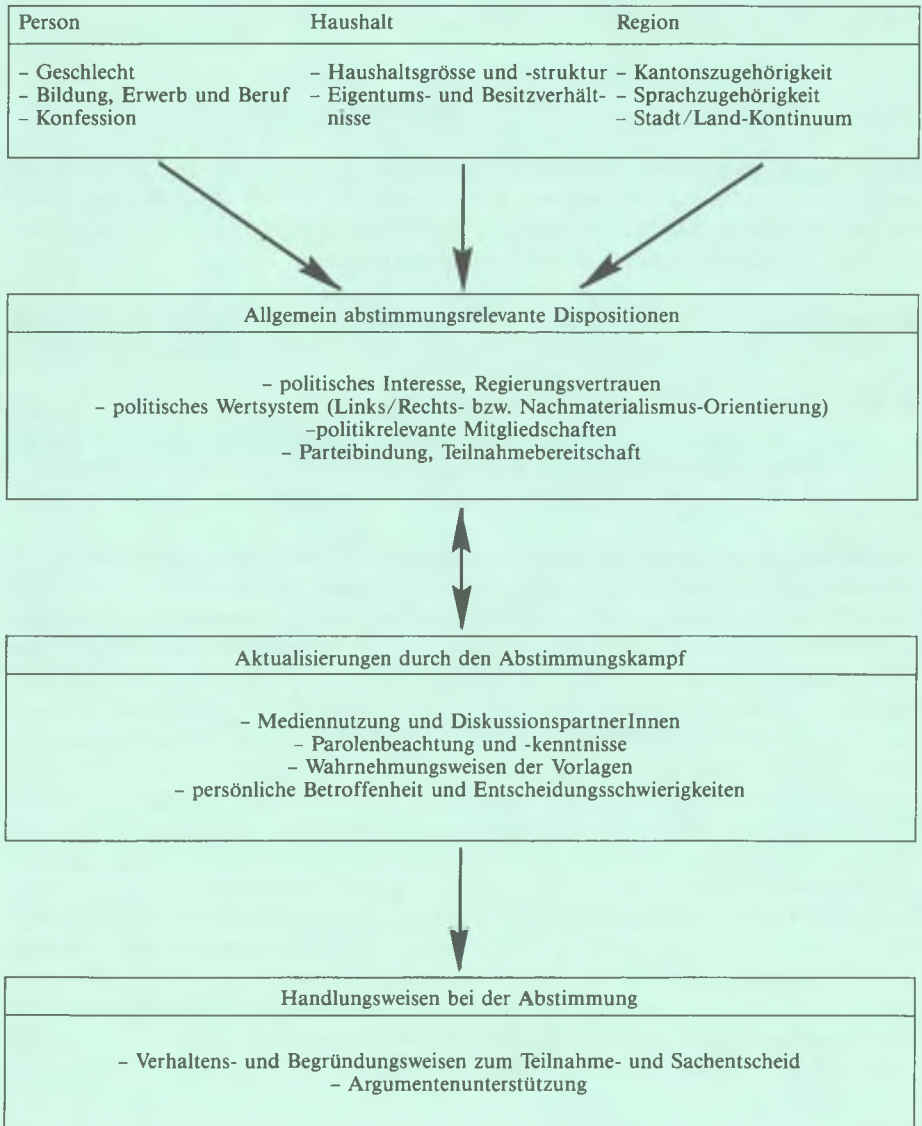 Person Haushalt Region
– Geschlecht – Haushaltsgrösse und -struktur – Kantonszugehörigkeit
– Bildung, Erwerb und Beruf – Eigentums- und Besitzverhält- – Sprachzugehörigkeit
– Konfession nisse – Stadt/Land-Kontinuum
Allgemein abstimmungsrelevante Dispositionen
– politisches Interesse, Regierungsvertrauen
– politisches Wertsystem (Links/Rechts- bzw. Nachmaterialismus-Orientierung)
–politikrelevante Mitgliedschaften
– Parteibindung, Teilnahmebereitschaft
Aktualisierungen durch den Abstimmungskampf
– Mediennutzung und DiskussionspartnerInnen
– Parolenbeachtung und -kenntnisse
– Wahrnehmungsweisen der Vorlagen
– persönliche Betroffenheit und Entscheidungsschwierigkeiten
Handlungsweisen bei der Abstimmung
– Verhaltens- und Begründungsweisen zum Teilnahme- und Sachentscheid
– Argumentenunterstützung